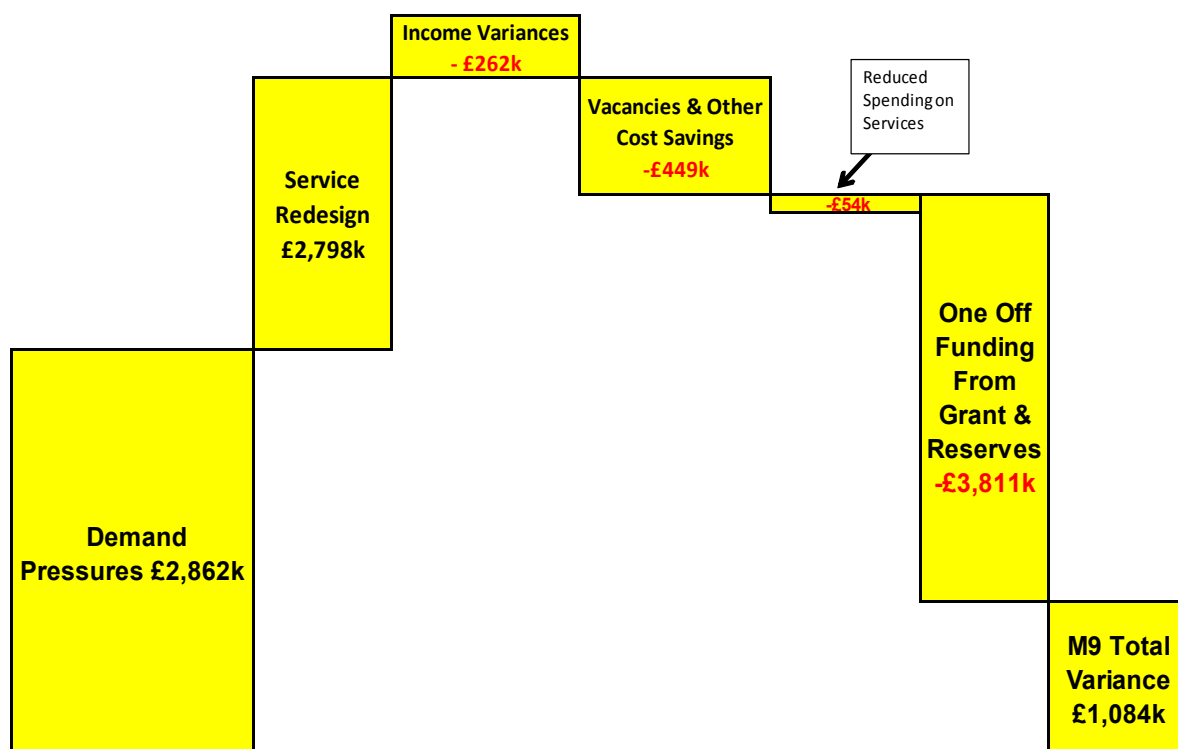 Income Variances
- £262k
Reduced
Spending on
Services
Vacancies & Other
Cost Savings
-£449k
Service
Redesign
£2,798k
-£54k
One Off
Funding
From
Grant &
Reserves
-£3,811k
Demand
Pressures £2,862k
M9 Total
Variance
£1,084k